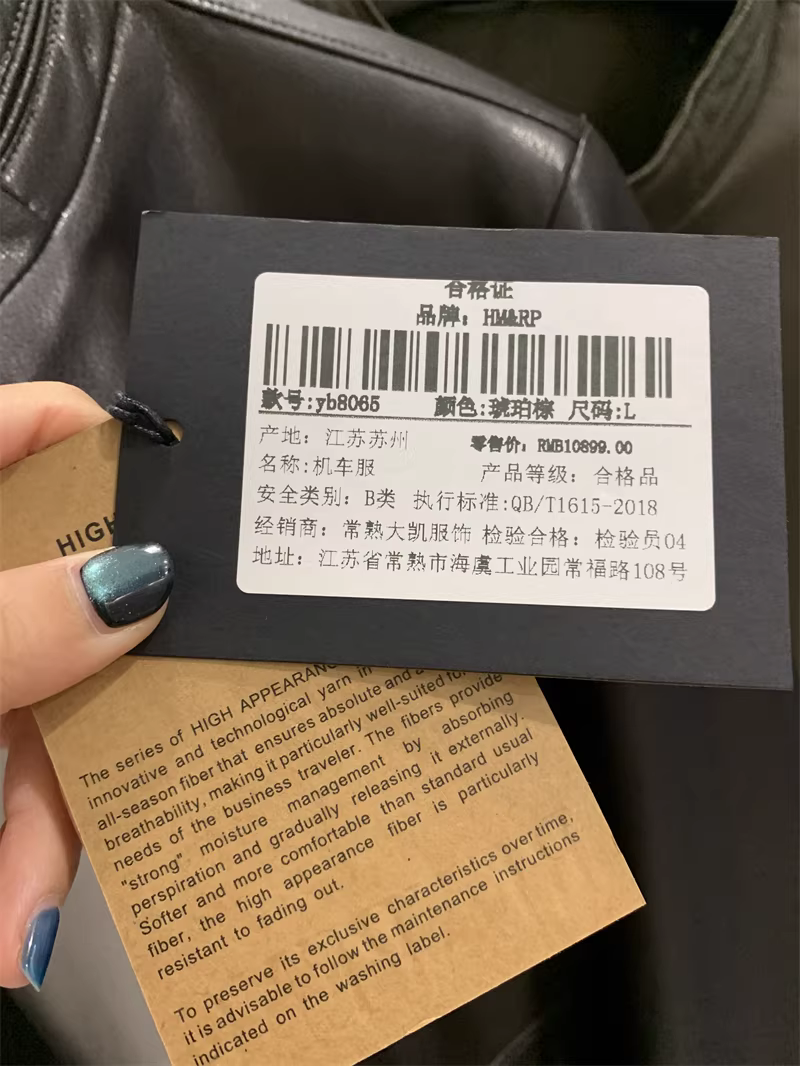 合格证
品牌：HM&RP
款号:yb8065 颜色:琥珀棕 尺码:L
产地：江苏苏州 零售价：RMB10899.00
名称:机车服 产品等级：合格品
安全类别：B类 执行标准:QB/T1615-2018
经销商：常熟大凯服饰 检验合格：检验员04
地址：江苏省常熟市海虞工业园常福路108号
HIGH
The series of HIGH APPEARANC
innovative and technological yarn in
all-season fiber that ensures absolute and
breathability, making it particularly well-suited for
needs of the business traveler. The fibers provide
"strong" moisture management by absorbing
perspiration and gradually releasing it externally.
Softer and more comfortable than standard usual
fiber, the high appearance fiber is particularly
resistant to fading out.
To preserve its exclusive characteristics over time,
it is advisable to follow the maintenance instructions
indicated on the washing label.